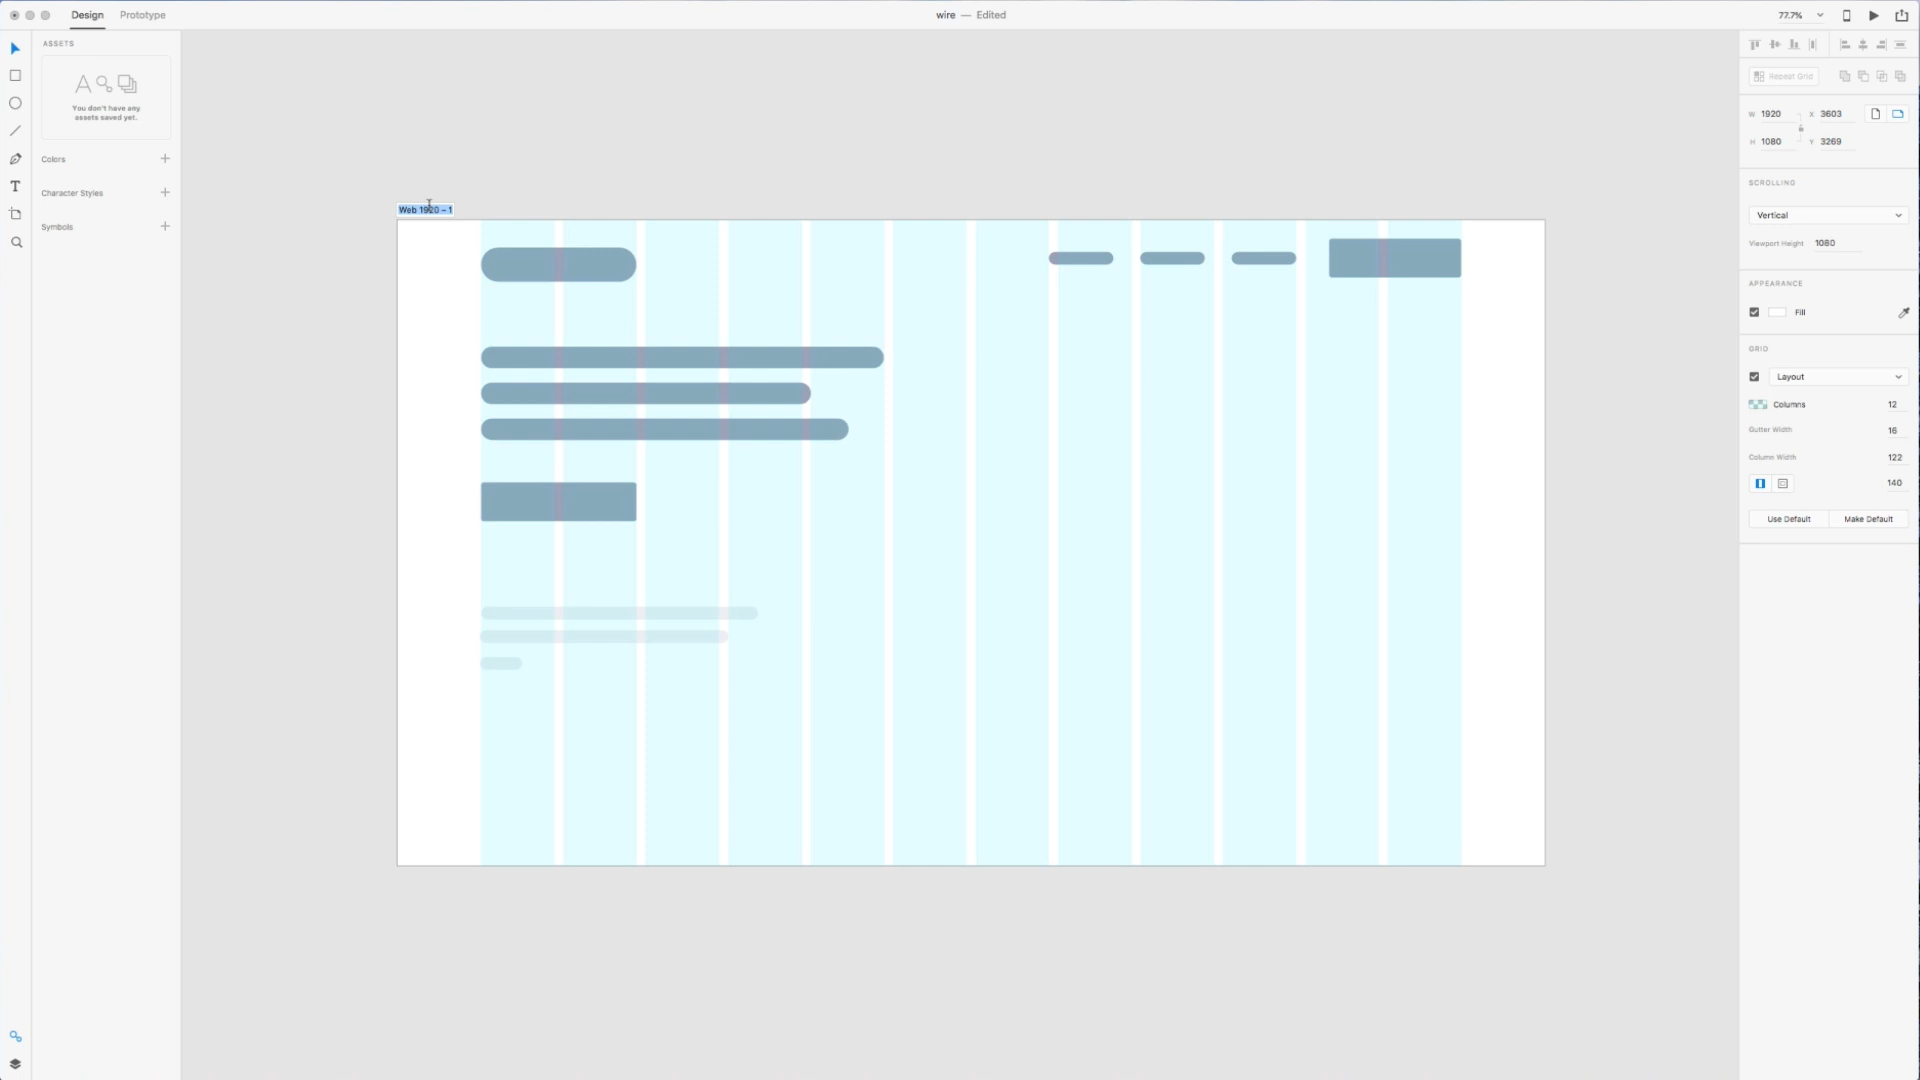 Design
Prototype
wire — Edited
77.7%
ASSETS
You don't have any
assets saved yet.
Colors
Character Styles
Symbols
Web 1920 – 1
Repeat Grid
W 1920
X 3603
H 1080
Y 3269
SCROLLING
Vertical
Viewport Height 1080
APPEARANCE
Fill
GRID
Layout
Columns 12
Gutter Width 16
Column Width 122
140
Use Default
Make Default